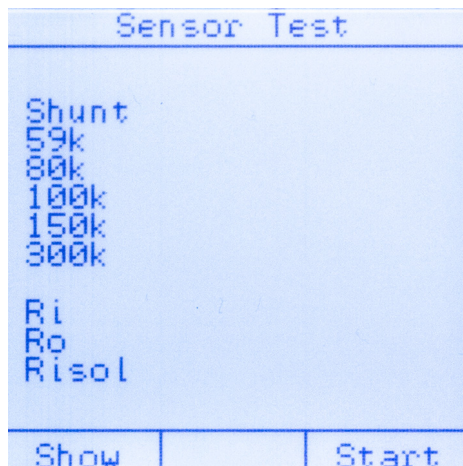 Sensor Test
Shunt
59k
80k
100k
150k
300k
Ri
Ro
Risol
Show Start